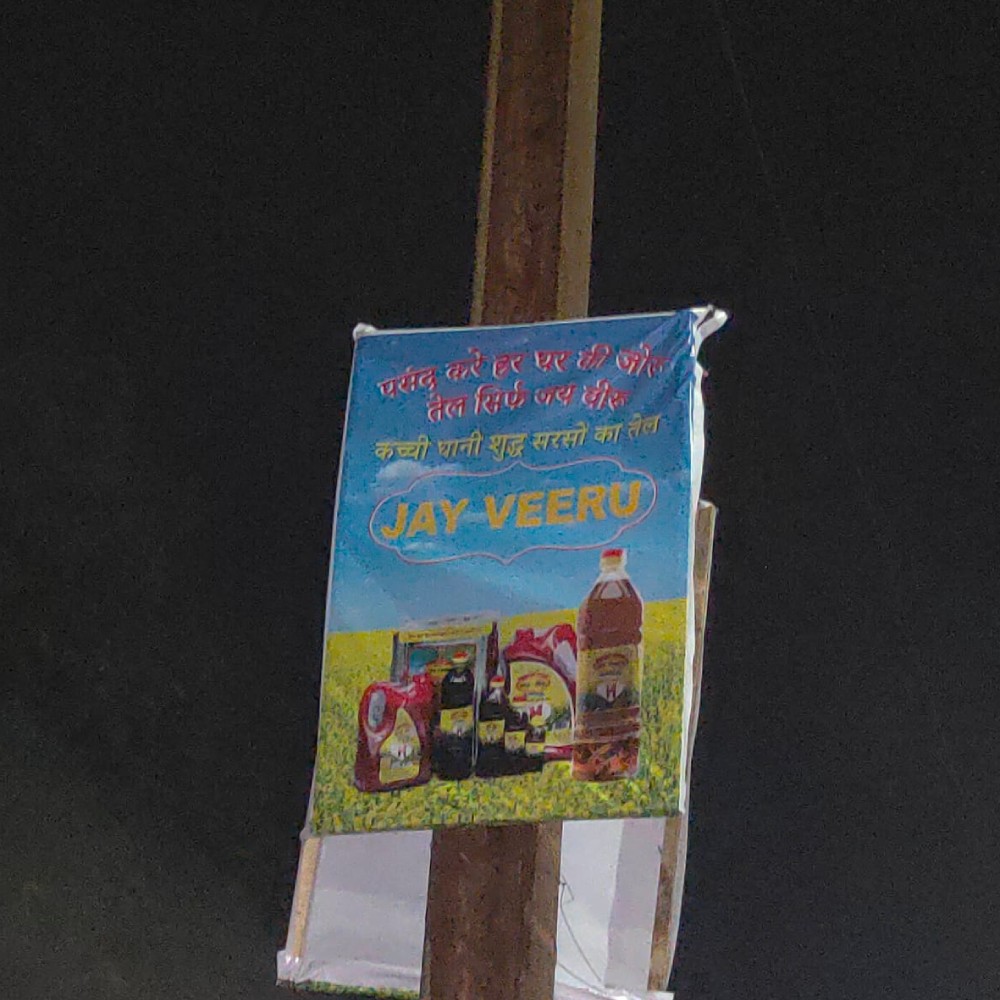 पसंद करे हर घर की जोरू
तेल सिर्फ जय वीरू
कच्ची घानी शुद्ध सरसों का तेल
JAY VEERU